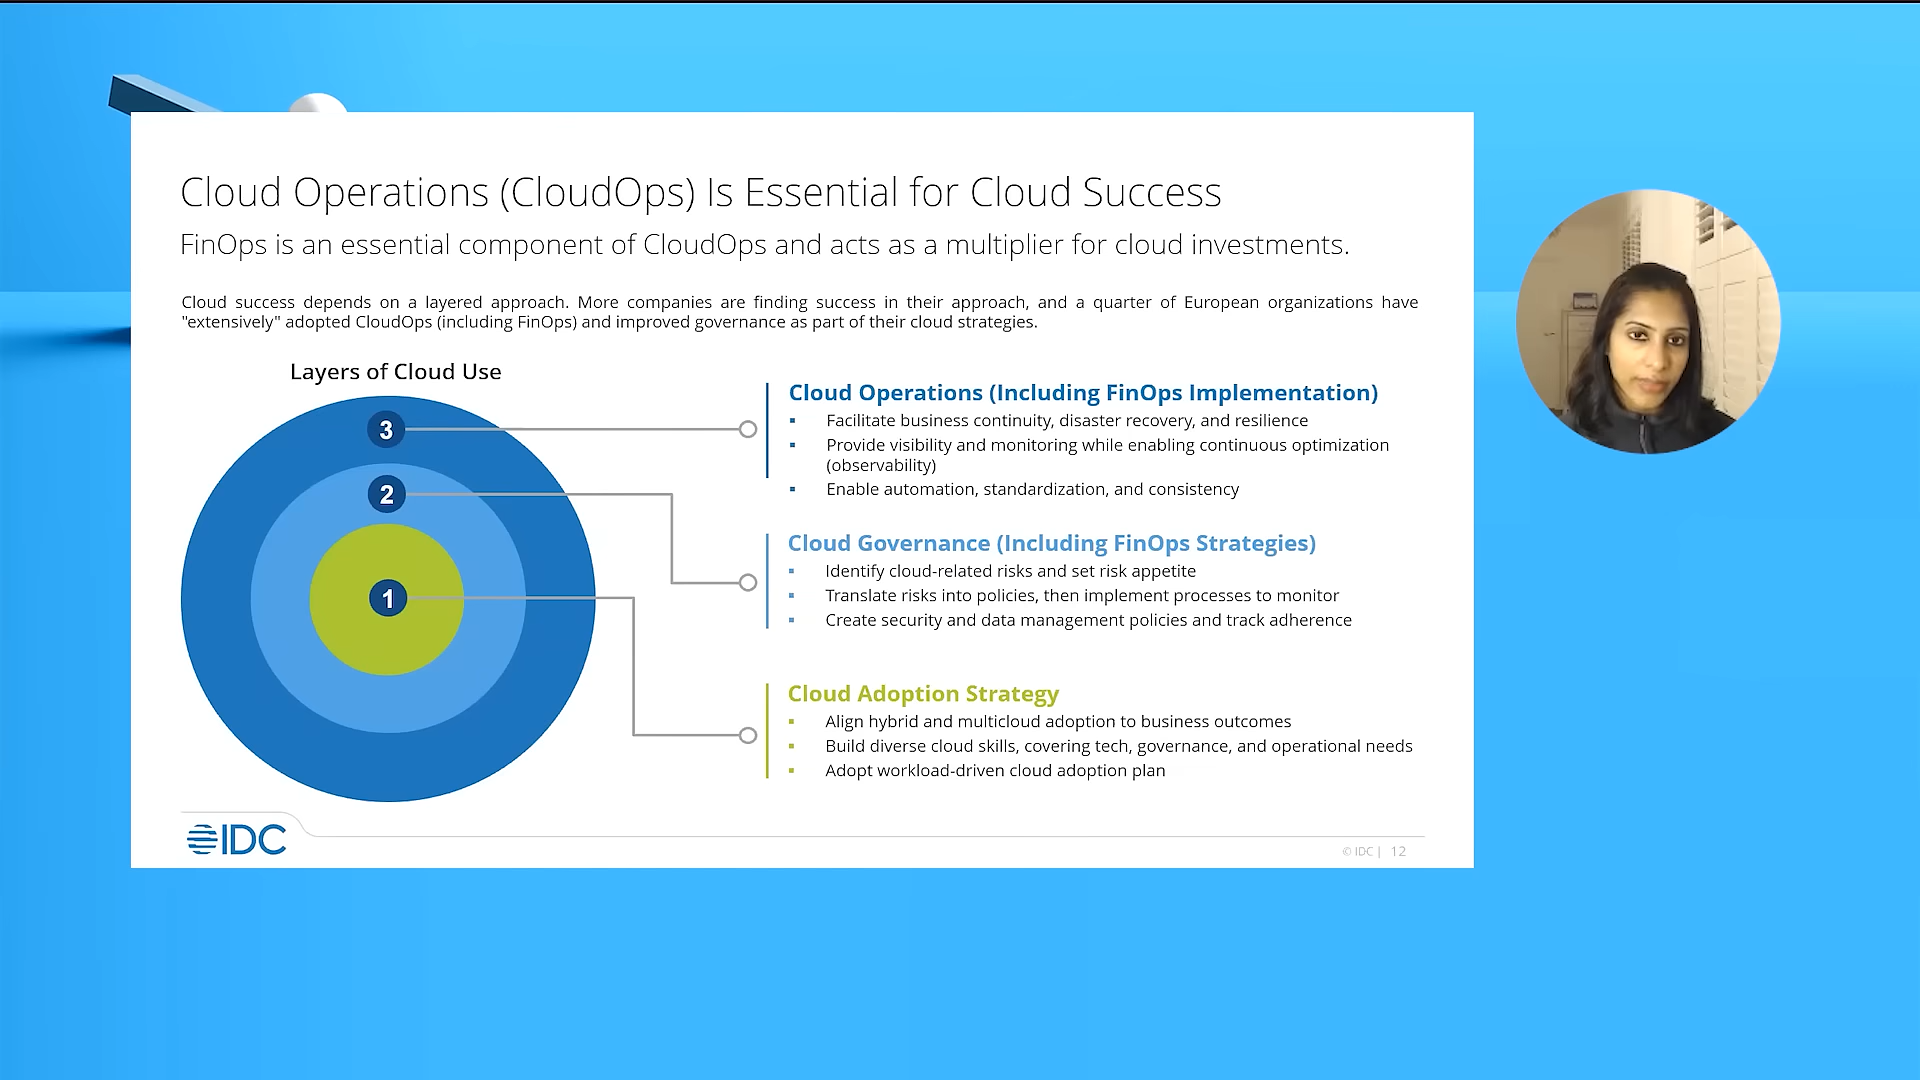 Cloud Operations (CloudOps) Is Essential for Cloud Success
FinOps is an essential component of CloudOps and acts as a multiplier for cloud investments.
Cloud success depends on a layered approach. More companies are finding success in their approach, and a quarter of European organizations have
"extensively" adopted CloudOps (including FinOps) and improved governance as part of their cloud strategies.
Layers of Cloud Use
3
2
1
Cloud Operations (Including FinOps Implementation)
▪ Facilitate business continuity, disaster recovery, and resilience
▪ Provide visibility and monitoring while enabling continuous optimization
(observability)
▪ Enable automation, standardization, and consistency
Cloud Governance (Including FinOps Strategies)
▪ Identify cloud-related risks and set risk appetite
▪ Translate risks into policies, then implement processes to monitor
▪ Create security and data management policies and track adherence
Cloud Adoption Strategy
▪ Align hybrid and multicloud adoption to business outcomes
▪ Build diverse cloud skills, covering tech, governance, and operational needs
▪ Adopt workload-driven cloud adoption plan
IDC
© IDC | 12